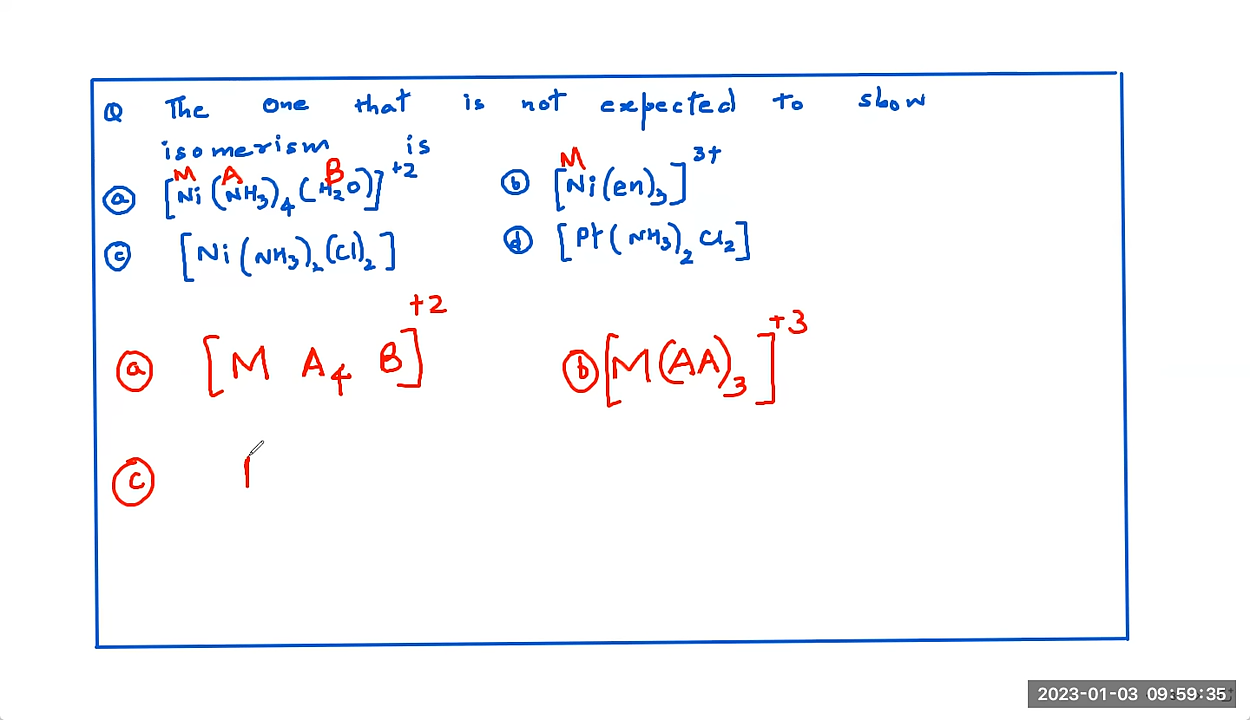 Q The one that is not expected to show
isomerism is
M A B M
ⓐ [Ni(NH₃)₄(H₂O)]⁺² ⓑ [Ni(en)₃]³⁺
ⓒ [Ni(NH₃)₂(Cl)₂] ⓓ [Pt(NH₃)₂Cl₂]
ⓐ [M A₄ B]⁺² ⓑ [M(AA)₃]⁺³
ⓒ
2023-01-03 09:59:35